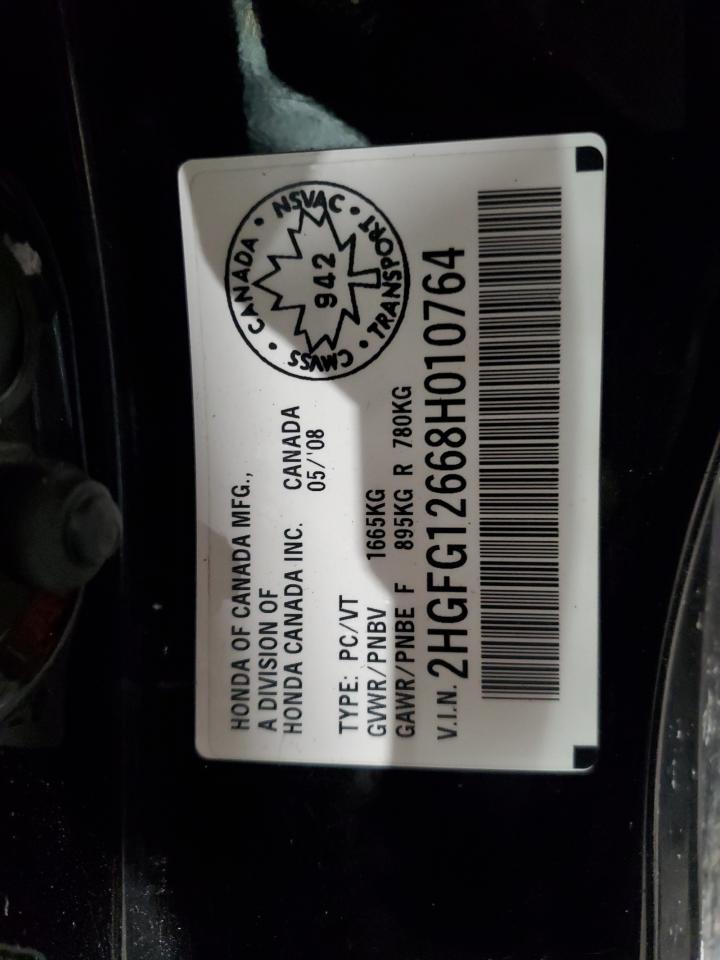 HONDA OF CANADA MFG.,
A DIVISION OF
HONDA CANADA INC. CANADA
05/'08
TYPE: PC/VT
GVWR/PNBV 1665KG
GAWR/PNBE F 895KG R 780KG
V.I.N. 2HGFG12668H010764
CANADA • NSVAC • TRANSPORT • CMVSS •
942